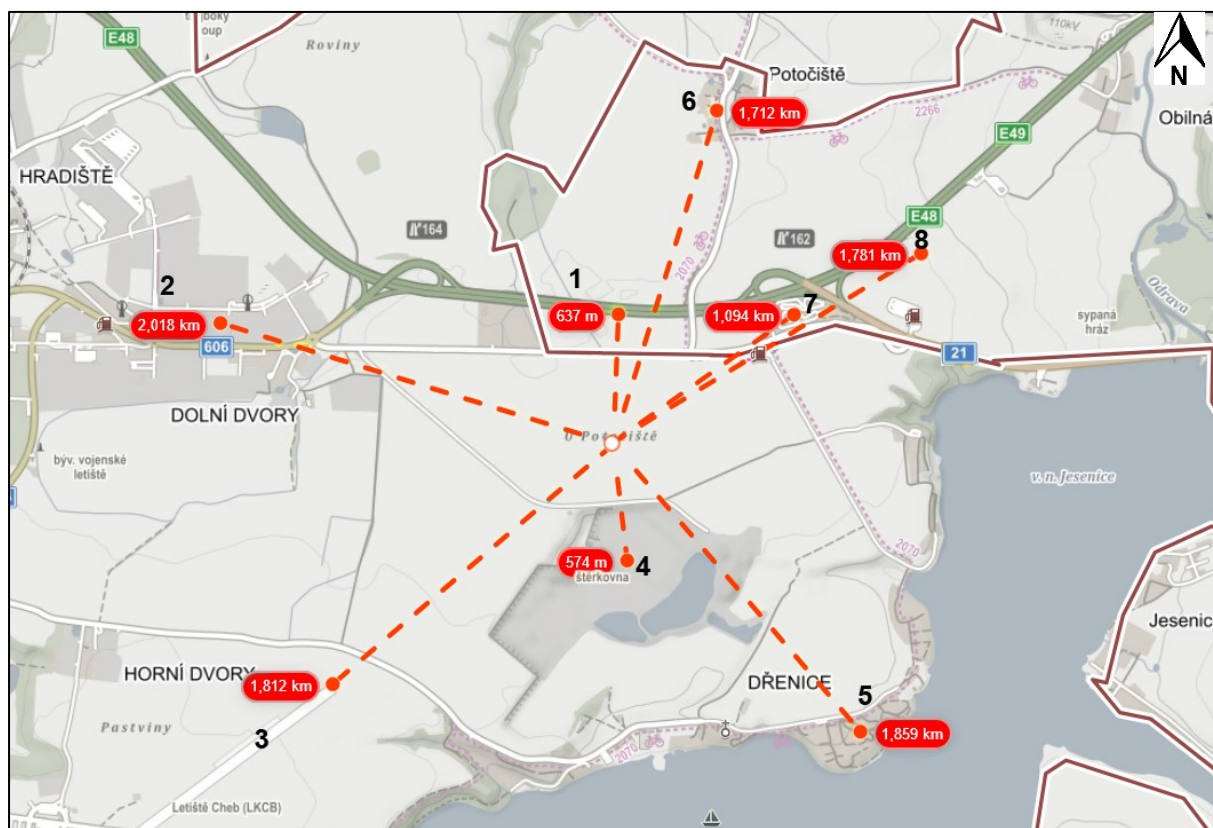 E48
boky
oup
Roviny
N
110kV
Potočiště
6
1,712 km
2266
Obilná
E49
HRADIŠTĚ
164
162
E48
8
2070
1,781 km
1
2
7
Odrava
637 m
1,094 km
2,018 km
606
sypaná
hráz
21
DOLNÍ DVORY
U Potočiště
býv. vojenské
letiště
v. n. Jesenice
2070
574 m
4
štěrkovna
Jesenic
HORNÍ DVORY
1,812 km
DŘENICE
5
Pastviny
3
1,859 km
2070
Letiště Cheb (LKCB)